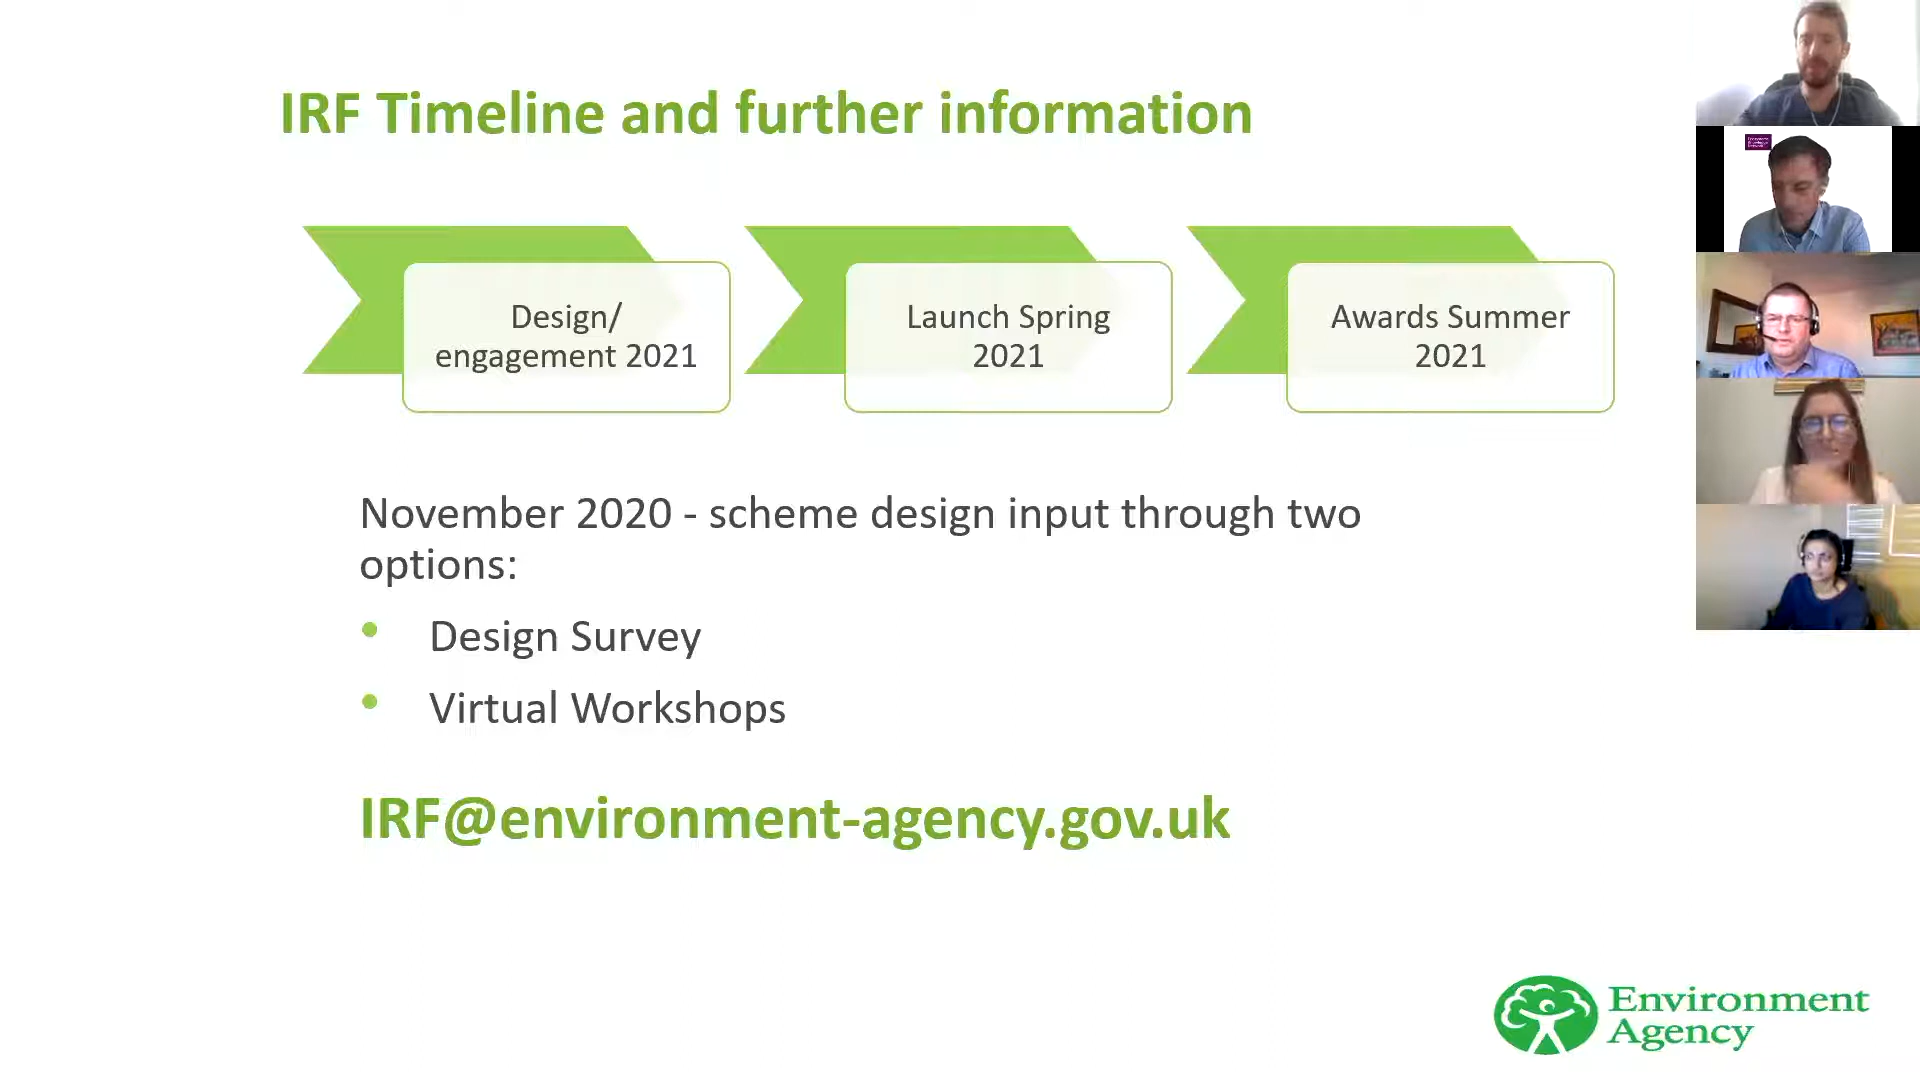 IRF Timeline and further information
Design/
engagement 2021
Launch Spring
2021
Awards Summer
2021
November 2020 - scheme design input through two
options:
• Design Survey
• Virtual Workshops
IRF@environment-agency.gov.uk
Environment
Agency